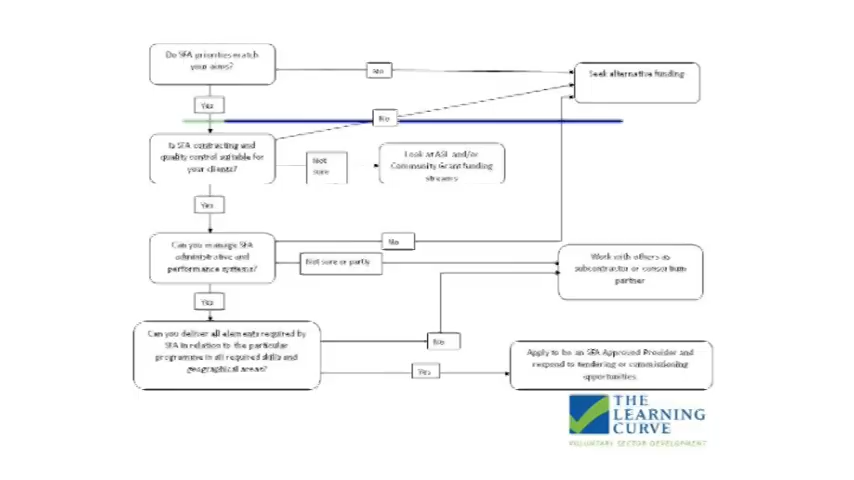 Do SFA priorities match
your aims?
No
Seek alternative funding
Yes
No
Is SFA contracting and
quality control suitable for
your clients?
Not
sure
Look at ASL and/or
Community Grant funding
streams
Yes
Can you manage SFA
administrative and
performance systems?
No
Not sure or partly
Work with others as
subcontractor or consortium
partner
Yes
Can you deliver all elements required by
SFA in relation to the particular
programme in all required skills and
geographical areas?
No
Yes
Apply to be an SFA Approved Provider and
respond to tendering or commissioning
opportunities
THE
LEARNING
CURVE
VOLUNTARY SECTOR DEVELOPMENT